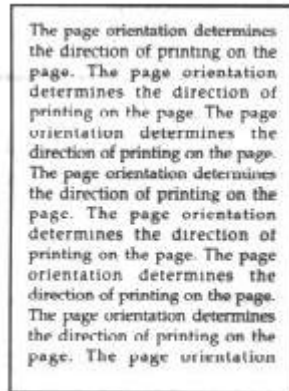 The page orientation determines
the direction of printing on the
page. The page orientation
determines the direction of
printing on the page. The page
orientation determines the
direction of printing on the page.
The page orientation determines
the direction of printing on the
page. The page orientation
determines the direction of
printing on the page. The page
orientation determines the
direction of printing on the page.
The page orientation determines
the direction of printing on the
page. The page orientation